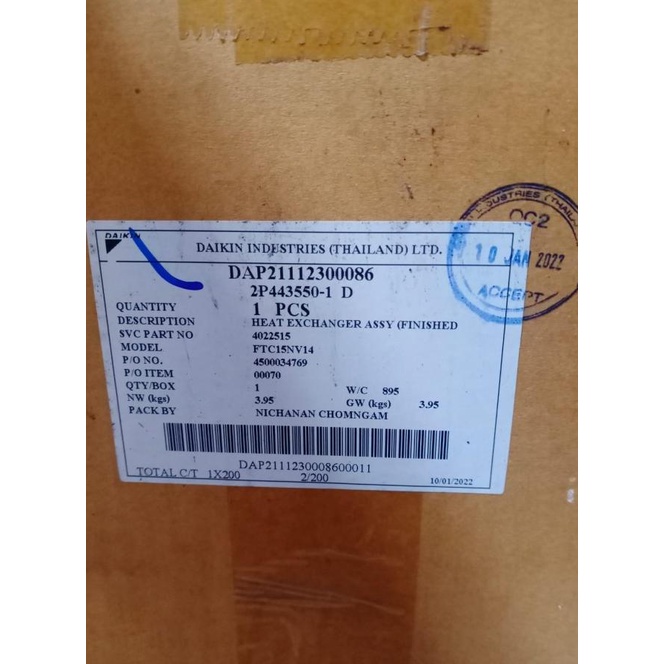 DAIKIN
DAIKIN INDUSTRIES (THAILAND) LTD.
DAP21112300086
2P443550-1 D
QUANTITY 1 PCS
DESCRIPTION HEAT EXCHANGER ASSY (FINISHED
SVC PART NO 4022515
MODEL FTC15NV14
P/O NO. 4500034769
P/O ITEM 00070
QTY/BOX 1 W/C 895
NW (kgs) 3.95 GW (kgs) 3.95
PACK BY NICHANAN CHOMNGAM
DAP2111230008600011
TOTAL C/T 1X200 2/200 10/01/2022
INDUSTRIES
QC2
10 JAN 2022
ACCEPT